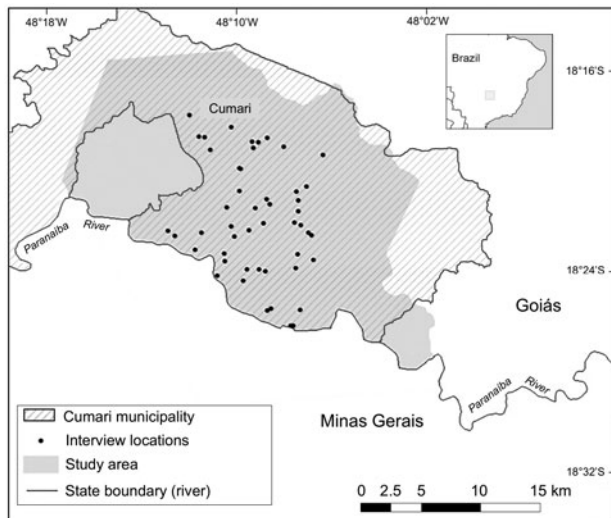 48°18'W
48°10'W
48°02'W
Brazil
18°16'S
Cumari
Paranaíba River
18°24'S
Goiás
Paranaíba River
Minas Gerais
Cumari municipality
Interview locations
Study area
State boundary (river)
18°32'S
0 2.5 5 10 15 km